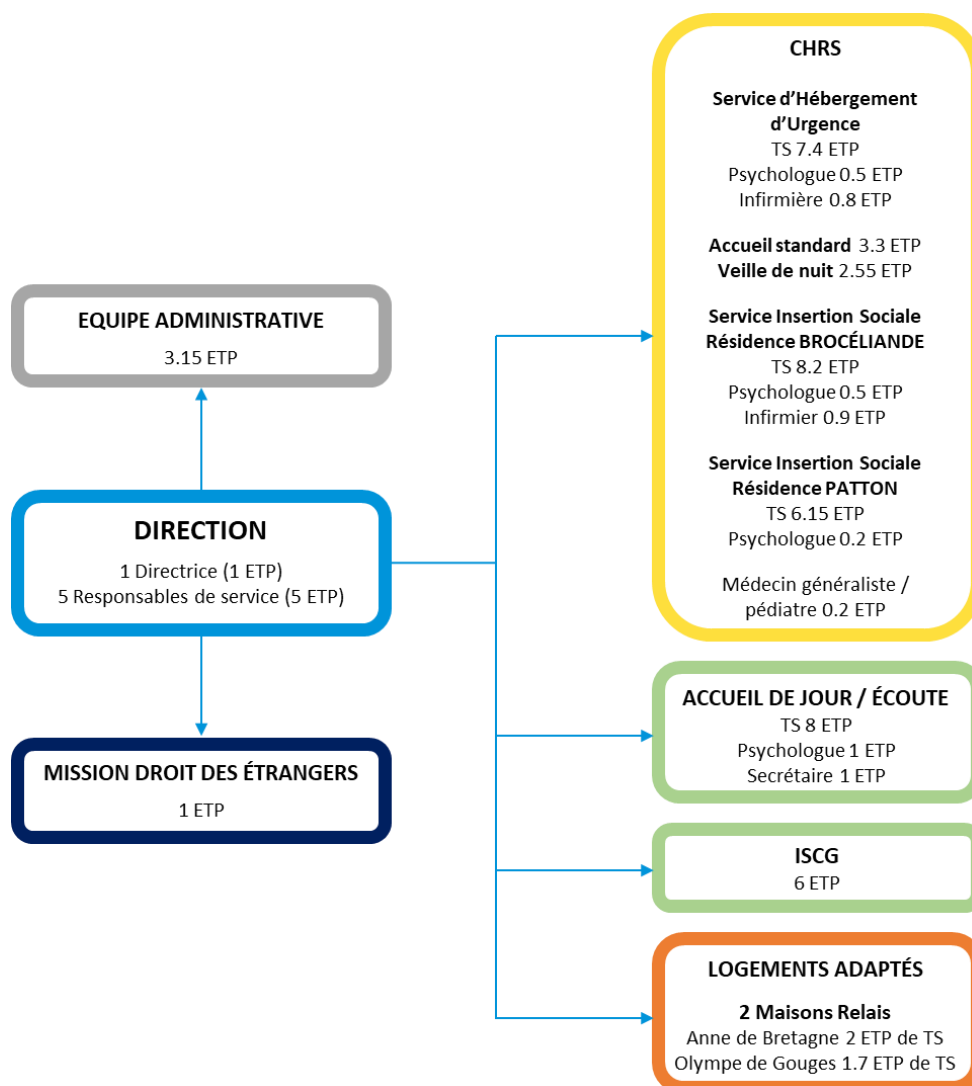 EQUIPE ADMINISTRATIVE
3.15 ETP
DIRECTION
1 Directrice (1 ETP)
5 Responsables de service (5 ETP)
MISSION DROIT DES ÉTRANGERS
1 ETP
CHRS
Service d’Hébergement
d’Urgence
TS 7.4 ETP
Psychologue 0.5 ETP
Infirmière 0.8 ETP
Accueil standard 3.3 ETP
Veille de nuit 2.55 ETP
Service Insertion Sociale
Résidence BROCÉLIANDE
TS 8.2 ETP
Psychologue 0.5 ETP
Infirmier 0.9 ETP
Service Insertion Sociale
Résidence PATTON
TS 6.15 ETP
Psychologue 0.2 ETP
Médecin généraliste /
pédiatre 0.2 ETP
ACCUEIL DE JOUR / ÉCOUTE
TS 8 ETP
Psychologue 1 ETP
Secrétaire 1 ETP
ISCG
6 ETP
LOGEMENTS ADAPTÉS
2 Maisons Relais
Anne de Bretagne 2 ETP de TS
Olympe de Gouges 1.7 ETP de TS